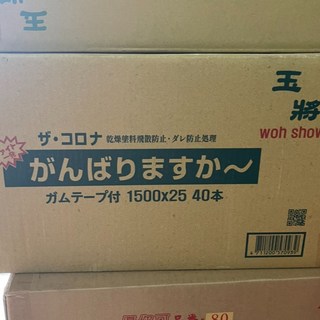 玉
將
woh show
ザ・コロナ 乾燥塗料飛散防止・ダレ防止処理
がんばりますか〜
ガムテープ付 1500x25 40本
80